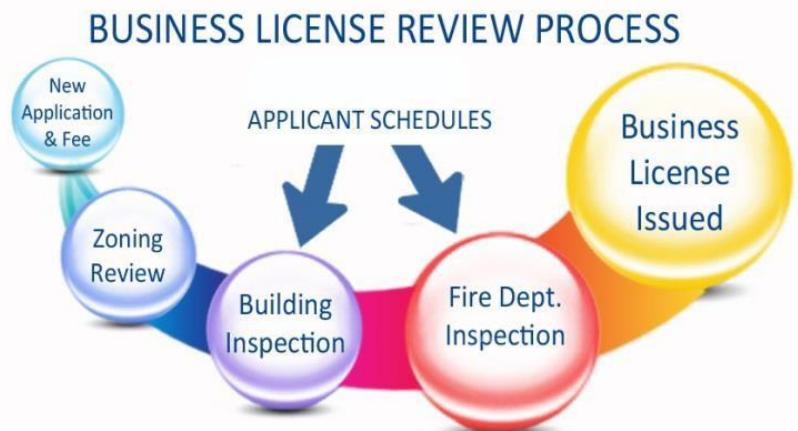 BUSINESS LICENSE REVIEW PROCESS
New
Application
& Fee
APPLICANT SCHEDULES
Zoning
Review
Building
Inspection
Fire Dept.
Inspection
Business
License
Issued